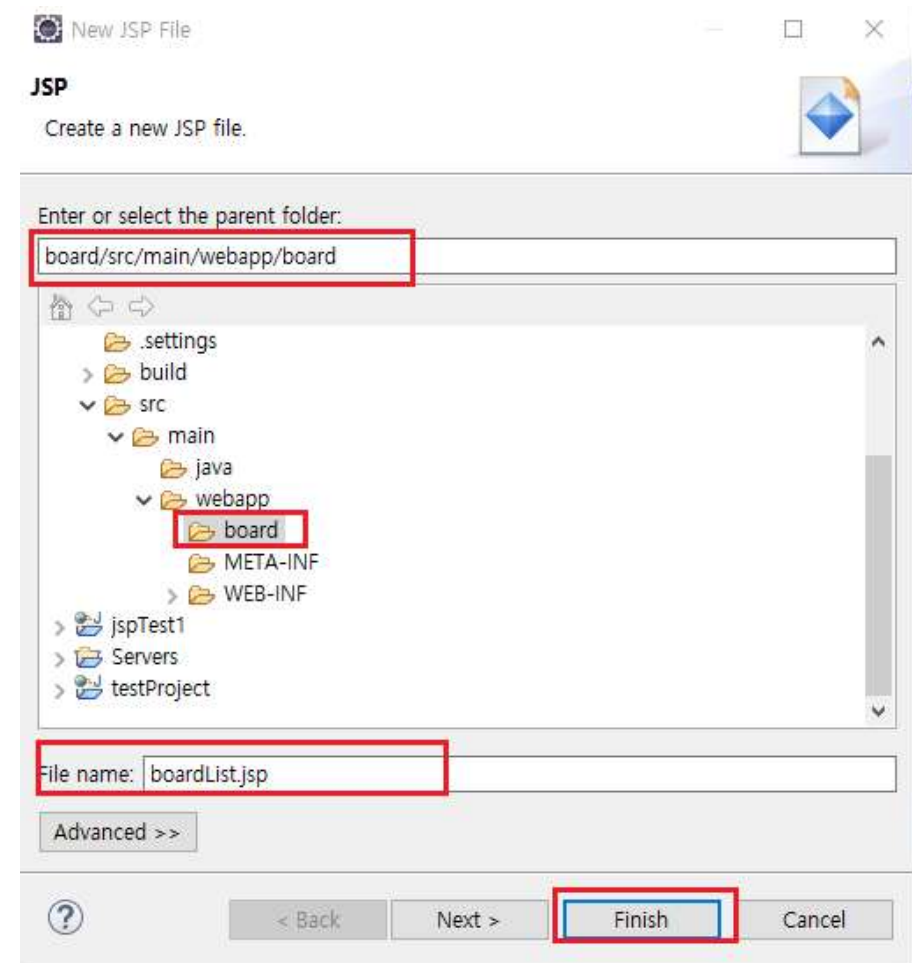 New JSP File
JSP
Create a new JSP file.
Enter or select the parent folder:
board/src/main/webapp/board
.settings
build
src
main
java
webapp
board
META-INF
WEB-INF
jspTest1
Servers
testProject
File name: boardList.jsp
Advanced >>
? < Back Next > Finish Cancel